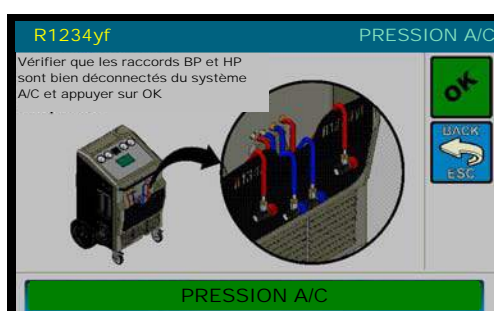 R1234yf
PRESSION A/C
Vérifier que les raccords BP et HP
sont bien déconnectés du système
A/C et appuyer sur OK
OK
BACK
ESC
PRESSION A/C